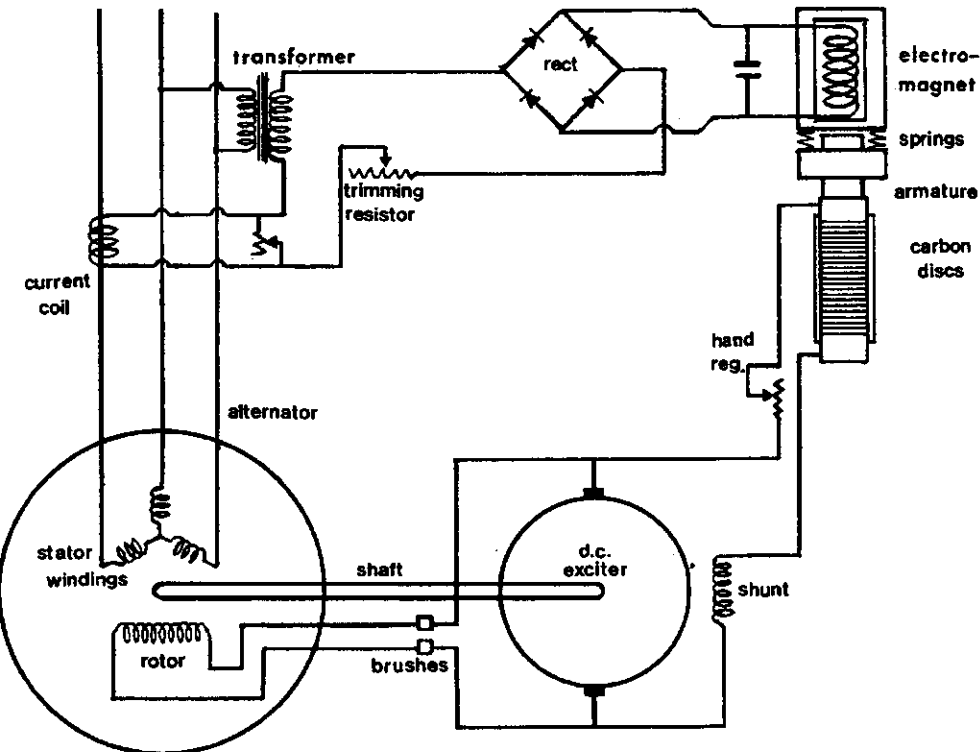 transformer
rect
electro-
magnet
springs
armature
trimming
resistor
carbon
discs
current
coil
hand
reg.
alternator
stator
windings
shaft
d.c.
exciter
shunt
rotor
brushes